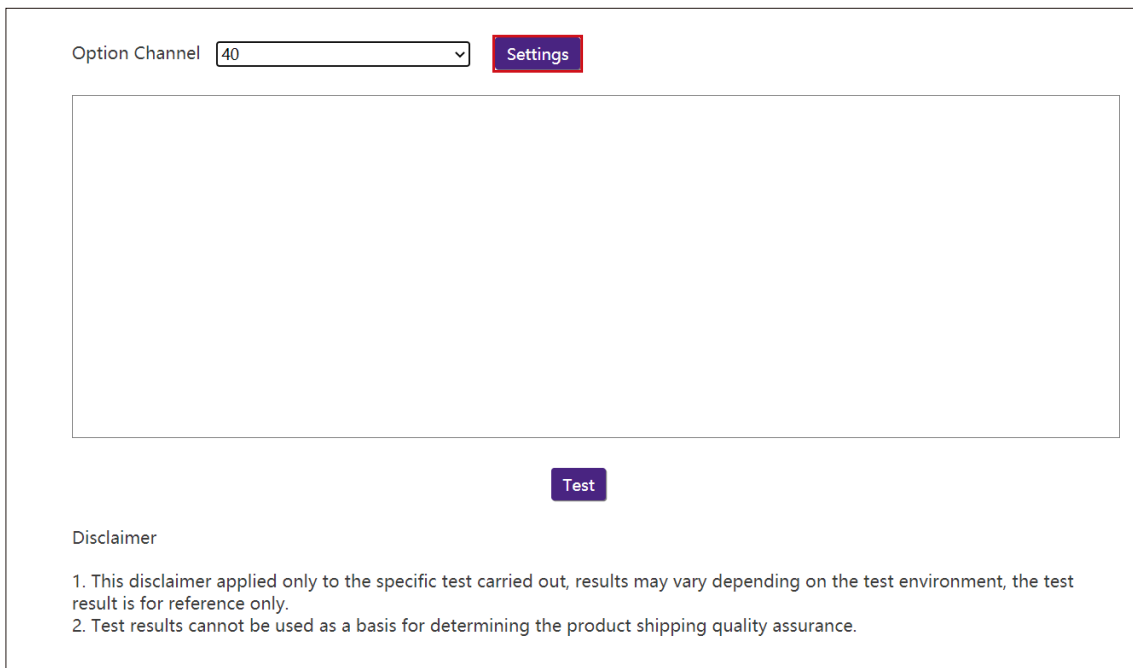 Option Channel 40 Settings
Test
Disclaimer
1. This disclaimer applied only to the specific test carried out, results may vary depending on the test environment, the test
result is for reference only.
2. Test results cannot be used as a basis for determining the product shipping quality assurance.